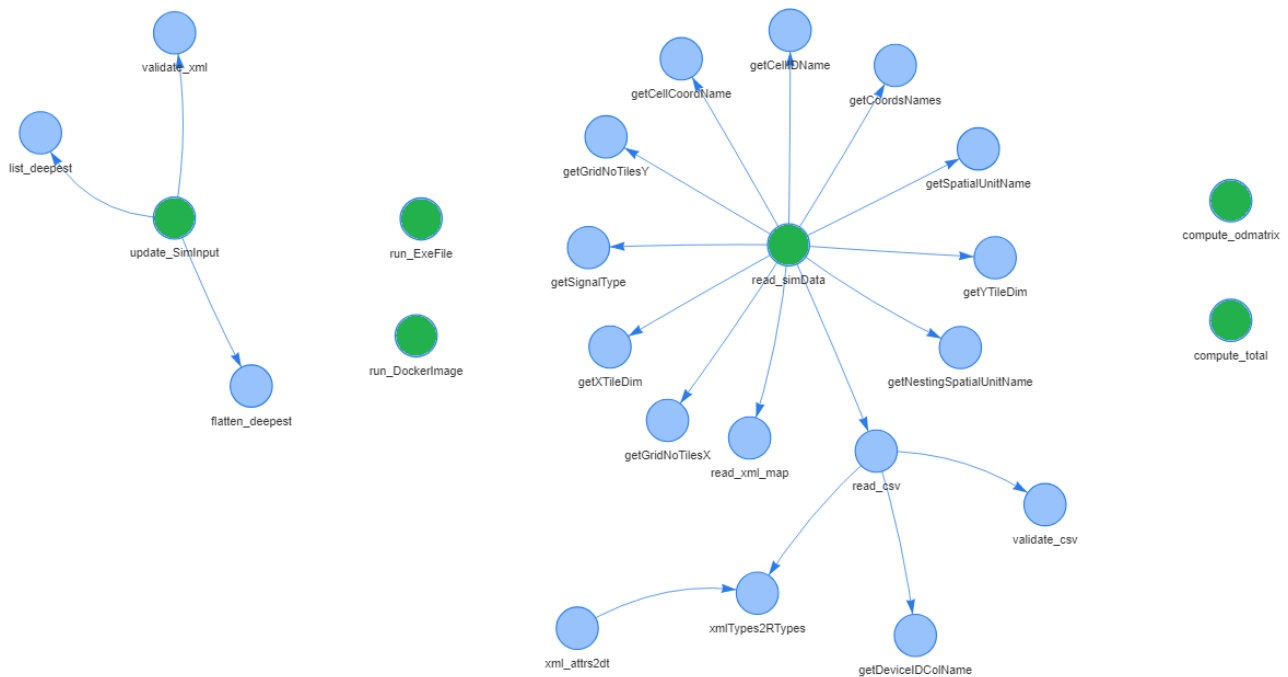 validate_xml
getCellIDName
getCellCoordName
getCoordsNames
list_deepest
getGridNoTilesY
getSpatialUnitName
update_SimInput
run_ExeFile
compute_odmatrix
getSignalType
read_simData
getYTileDim
run_DockerImage
compute_total
getXTileDim
getNestingSpatialUnitName
flatten_deepest
getGridNoTilesX
read_xml_map
read_csv
validate_csv
xmlTypes2RTypes
xml_attrs2dt
getDeviceIDColName